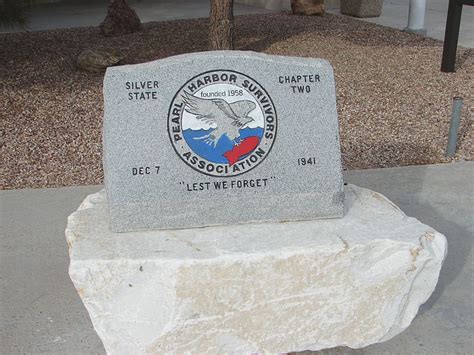 SILVER STATE
CHAPTER TWO
PEARL HARBOR SURVIVORS
founded 1958
ASSOCIATION
DEC 7
1941
"LEST WE FORGET"